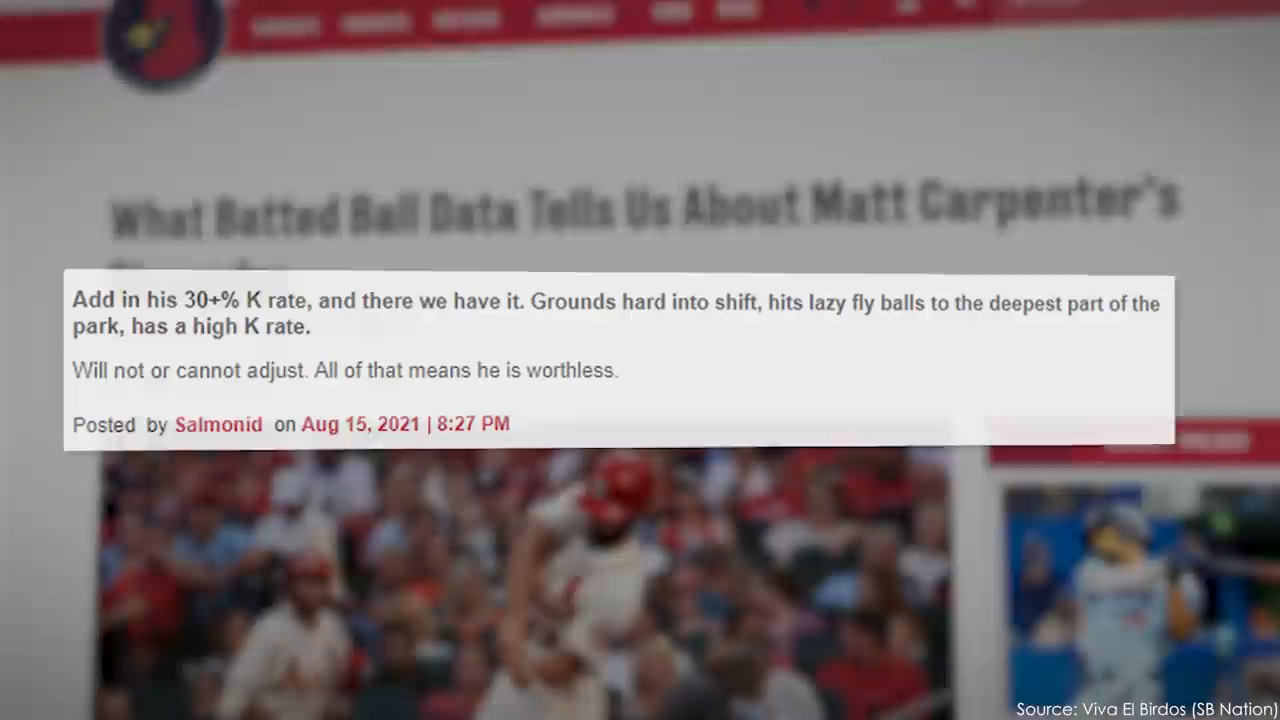 What Batted Ball Data Tells Us About Matt Carpenter's
Add in his 30+% K rate, and there we have it. Grounds hard into shift, hits lazy fly balls to the deepest part of the
park, has a high K rate.
Will not or cannot adjust. All of that means he is worthless.
Posted by Salmonid on Aug 15, 2021 | 8:27 PM
Source: Viva El Birdos (SB Nation)